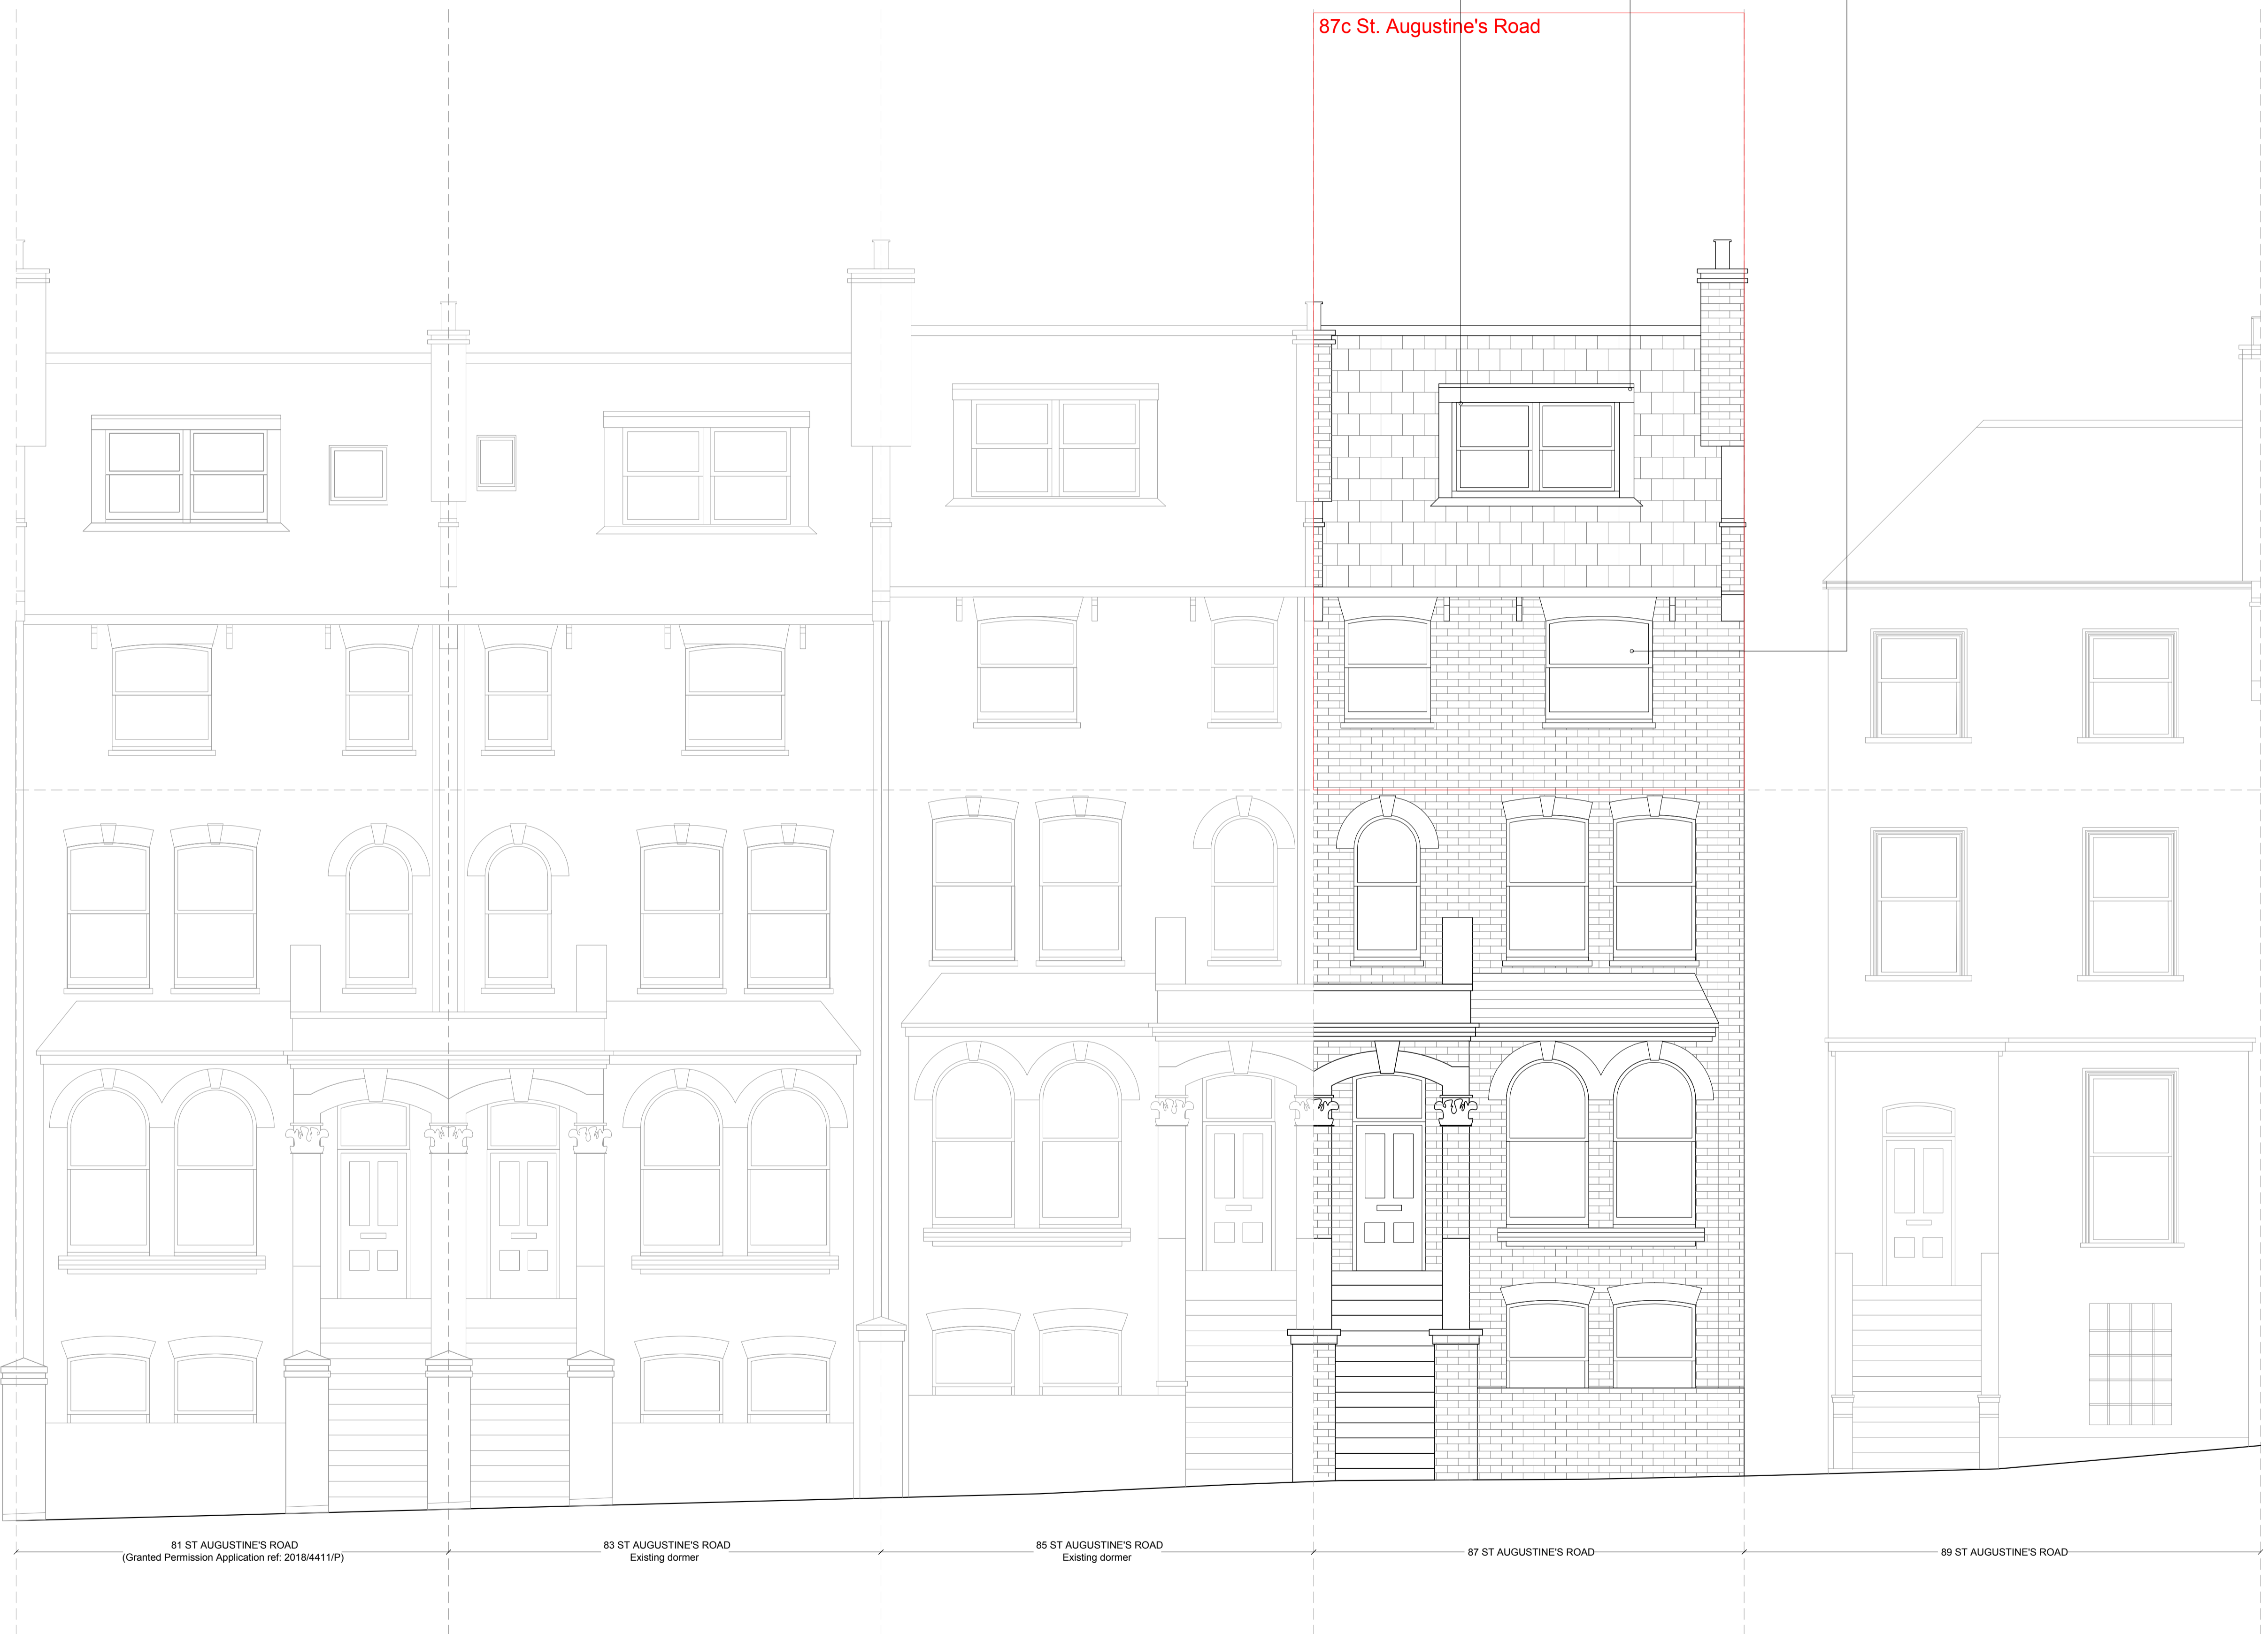 87c St. Augustine's Road
81 ST AUGUSTINE'S ROAD
(Granted Permission Application ref: 2018/4411/P)
83 ST AUGUSTINE'S ROAD
Existing dormer
85 ST AUGUSTINE'S ROAD
Existing dormer
87 ST AUGUSTINE'S ROAD
89 ST AUGUSTINE'S ROAD